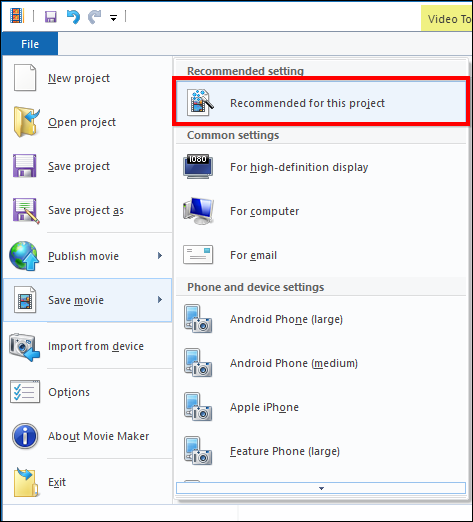 Video To
File
New project
Open project
Save project
Save project as
Publish movie
Save movie
Import from device
Options
About Movie Maker
Exit
Recommended setting
Recommended for this project
Common settings
1080
For high-definition display
For computer
For email
Phone and device settings
Android Phone (large)
Android Phone (medium)
Apple iPhone
Feature Phone (large)